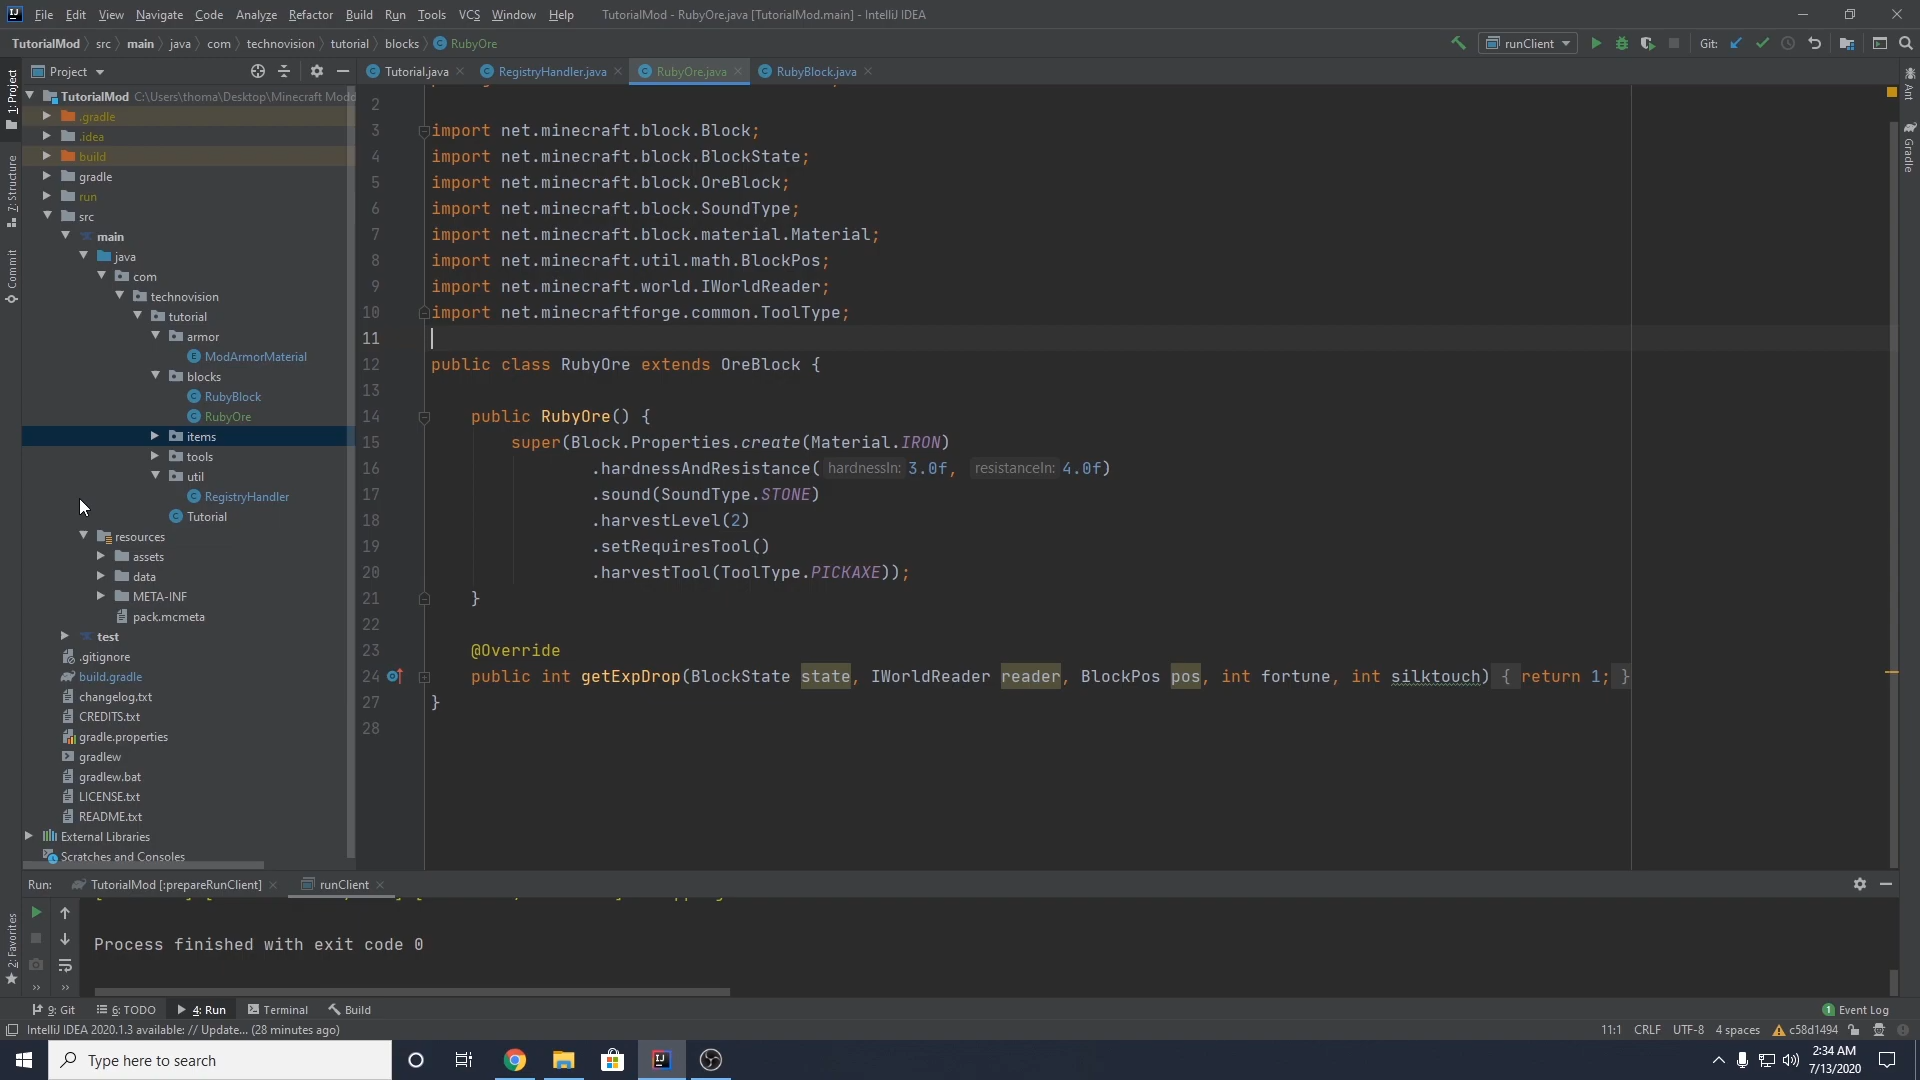 File Edit View Navigate Code Analyze Refactor Build Run Tools VCS Window Help TutorialMod - RubyOre.java [TutorialMod.main] - IntelliJ IDEA
TutorialMod src main java com technovision tutorial blocks RubyOre runClient Git:
Project Tutorial.java RegistryHandler.java RubyOre.java RubyBlock.java
1: Project
7: Structure
Commit
2: Favorites
Ant
Gradle
TutorialMod C:\Users\thoma\Desktop\Minecraft Modd
.gradle
.idea
build
gradle
run
src
main
java
com
technovision
tutorial
armor
ModArmorMaterial
blocks
RubyBlock
RubyOre
items
tools
util
RegistryHandler
Tutorial
resources
assets
data
META-INF
pack.mcmeta
test
.gitignore
build.gradle
changelog.txt
CREDITS.txt
gradle.properties
gradlew
gradlew.bat
LICENSE.txt
README.txt
External Libraries
Scratches and Consoles
2
3 import net.minecraft.block.Block;
4 import net.minecraft.block.BlockState;
5 import net.minecraft.block.OreBlock;
6 import net.minecraft.block.SoundType;
7 import net.minecraft.block.material.Material;
8 import net.minecraft.util.math.BlockPos;
9 import net.minecraft.world.IWorldReader;
10 import net.minecraftforge.common.ToolType;
11
12 public class RubyOre extends OreBlock {
13
14 public RubyOre() {
15 super(Block.Properties.create(Material.IRON)
16 .hardnessAndResistance( hardnessIn: 3.0f, resistanceIn: 4.0f)
17 .sound(SoundType.STONE)
18 .harvestLevel(2)
19 .setRequiresTool()
20 .harvestTool(ToolType.PICKAXE));
21 }
22
23 @Override
24 public int getExpDrop(BlockState state, IWorldReader reader, BlockPos pos, int fortune, int silktouch) { return 1; }
27 }
28
Run: TutorialMod [:prepareRunClient] runClient
Process finished with exit code 0
9: Git 6: TODO 4: Run Terminal Build 1 Event Log
IntelliJ IDEA 2020.1.3 available: // Update... (28 minutes ago) 11:1 CRLF UTF-8 4 spaces c58d1494
Type here to search 2:34 AM
7/13/2020